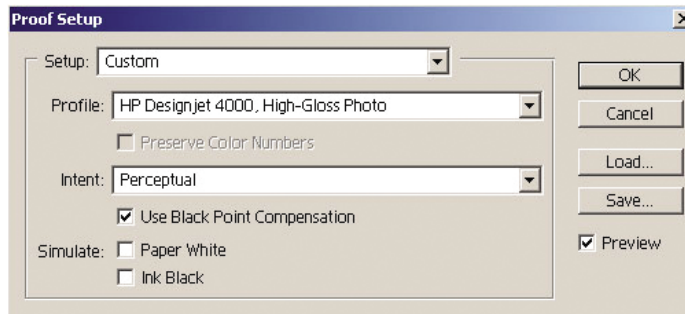 Proof Setup
Setup: Custom
OK
Profile: HP Designjet 4000, High-Gloss Photo
Cancel
Preserve Color Numbers
Load...
Intent: Perceptual
Save...
Use Black Point Compensation
Simulate: Paper White
Preview
Ink Black